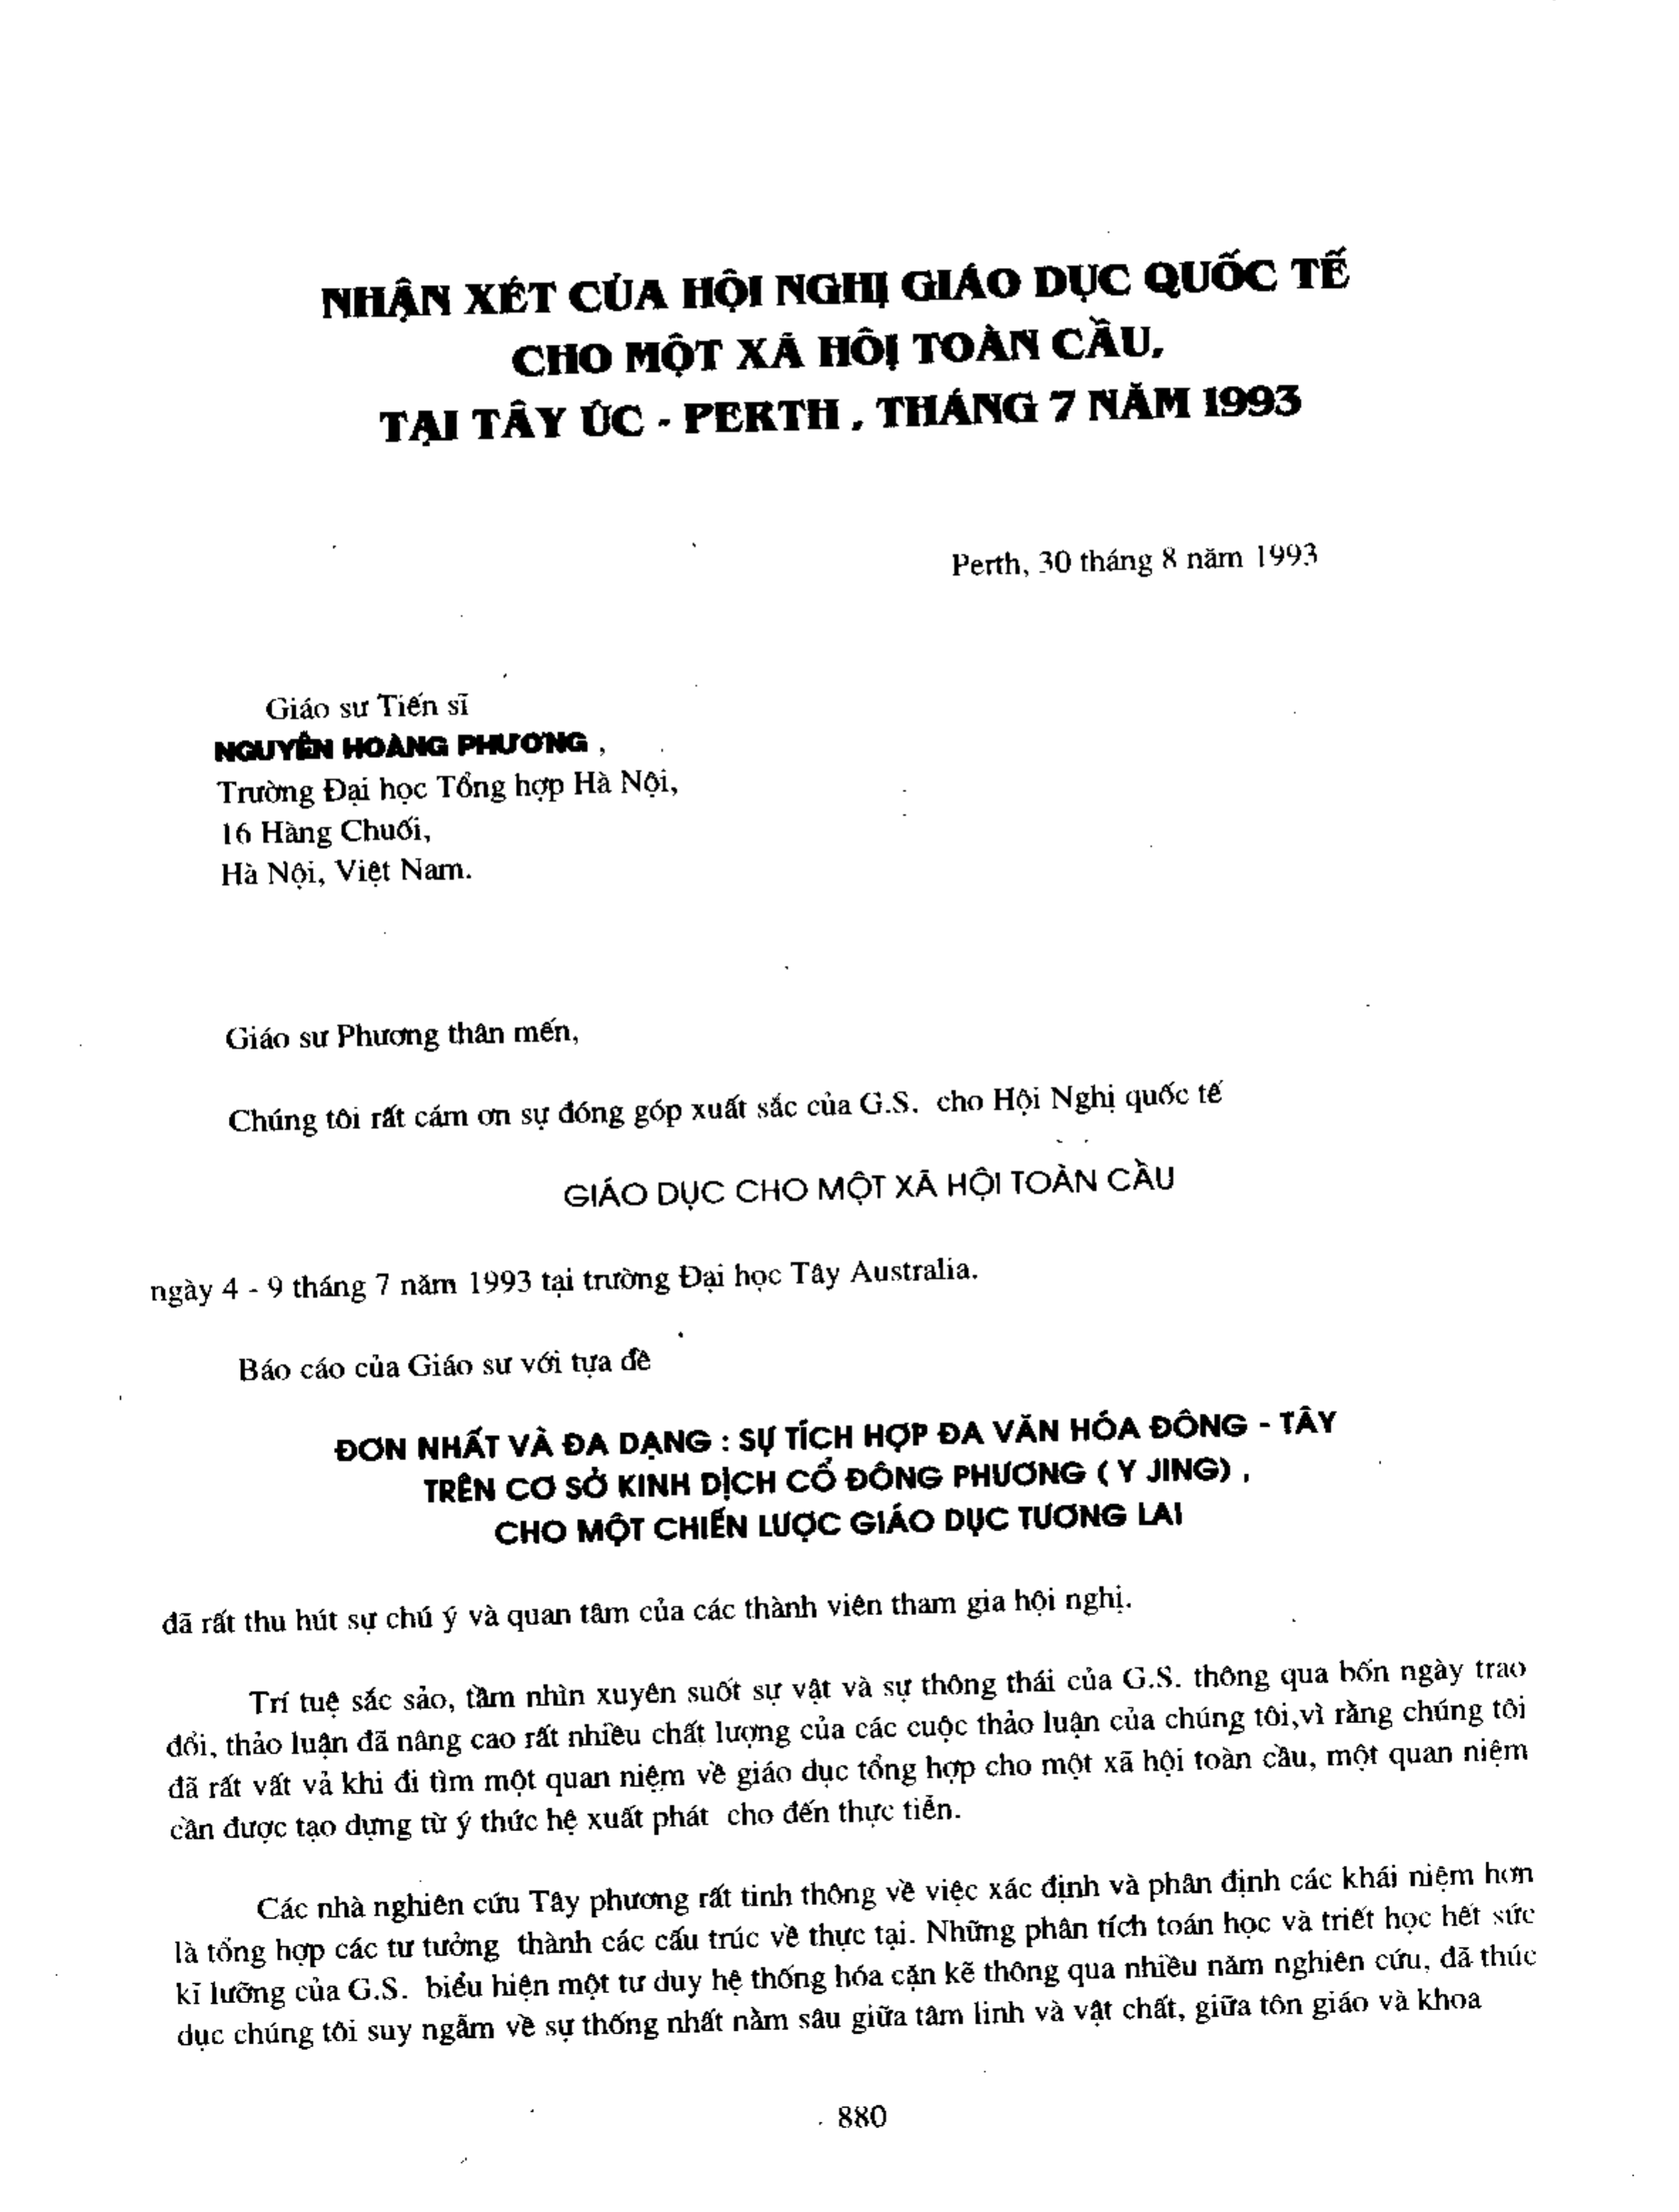 NHẬN XÉT CỦA HỘI NGHỊ GIÁO DỤC QUỐC TẾ
CHO MỘT XÃ HÔỊ TOÀN CẦU,
TẠI TÂY ÚC - PERTH , THÁNG 7 NĂM 1993
Perth, 30 tháng 8 năm 1993
Giáo sư Tiến sĩ
NGUYỄN HOÀNG PHƯƠNG ,
Trường Đại học Tổng hợp Hà Nội,
16 Hàng Chuối,
Hà Nội, Việt Nam.
Giáo sư Phương thân mến,
Chúng tôi rất cám ơn sự đóng góp xuất sắc của G.S. cho Hội Nghị quốc tế
GIÁO DỤC CHO MỘT XÃ HỘI TOÀN CẦU
ngày 4 - 9 tháng 7 năm 1993 tại trường Đại học Tây Australia.
Báo cáo của Giáo sư với tựa đề
ĐƠN NHẤT VÀ ĐA DẠNG : SỰ TÍCH HỢP ĐA VĂN HÓA ĐÔNG - TÂY
TRÊN CƠ SỞ KINH DỊCH CỔ ĐÔNG PHƯƠNG ( Y JING) ,
CHO MỘT CHIẾN LƯỢC GIÁO DỤC TƯƠNG LAI
đã rất thu hút sự chú ý và quan tâm của các thành viên tham gia hội nghị.
Trí tuệ sắc sảo, tầm nhìn xuyên suốt sự vật và sự thông thái của G.S. thông qua bốn ngày trao
đổi, thảo luận đã nâng cao rất nhiều chất lượng của các cuộc thảo luận của chúng tôi,vì rằng chúng tôi
đã rất vất vả khi đi tìm một quan niệm về giáo dục tổng hợp cho một xã hội toàn cầu, một quan niệm
cần được tạo dựng từ ý thức hệ xuất phát cho đến thực tiễn.
Các nhà nghiên cứu Tây phương rất tinh thông về việc xác định và phân định các khái niệm hơn
là tổng hợp các tư tưởng thành các cấu trúc về thực tại. Những phân tích toán học và triết học hết sức
kĩ lưỡng của G.S. biểu hiện một tư duy hệ thống hóa cặn kẽ thông qua nhiều năm nghiên cứu, đã thúc
dục chúng tôi suy ngẫm về sự thống nhất nằm sâu giữa tâm linh và vật chất, giữa tôn giáo và khoa
880